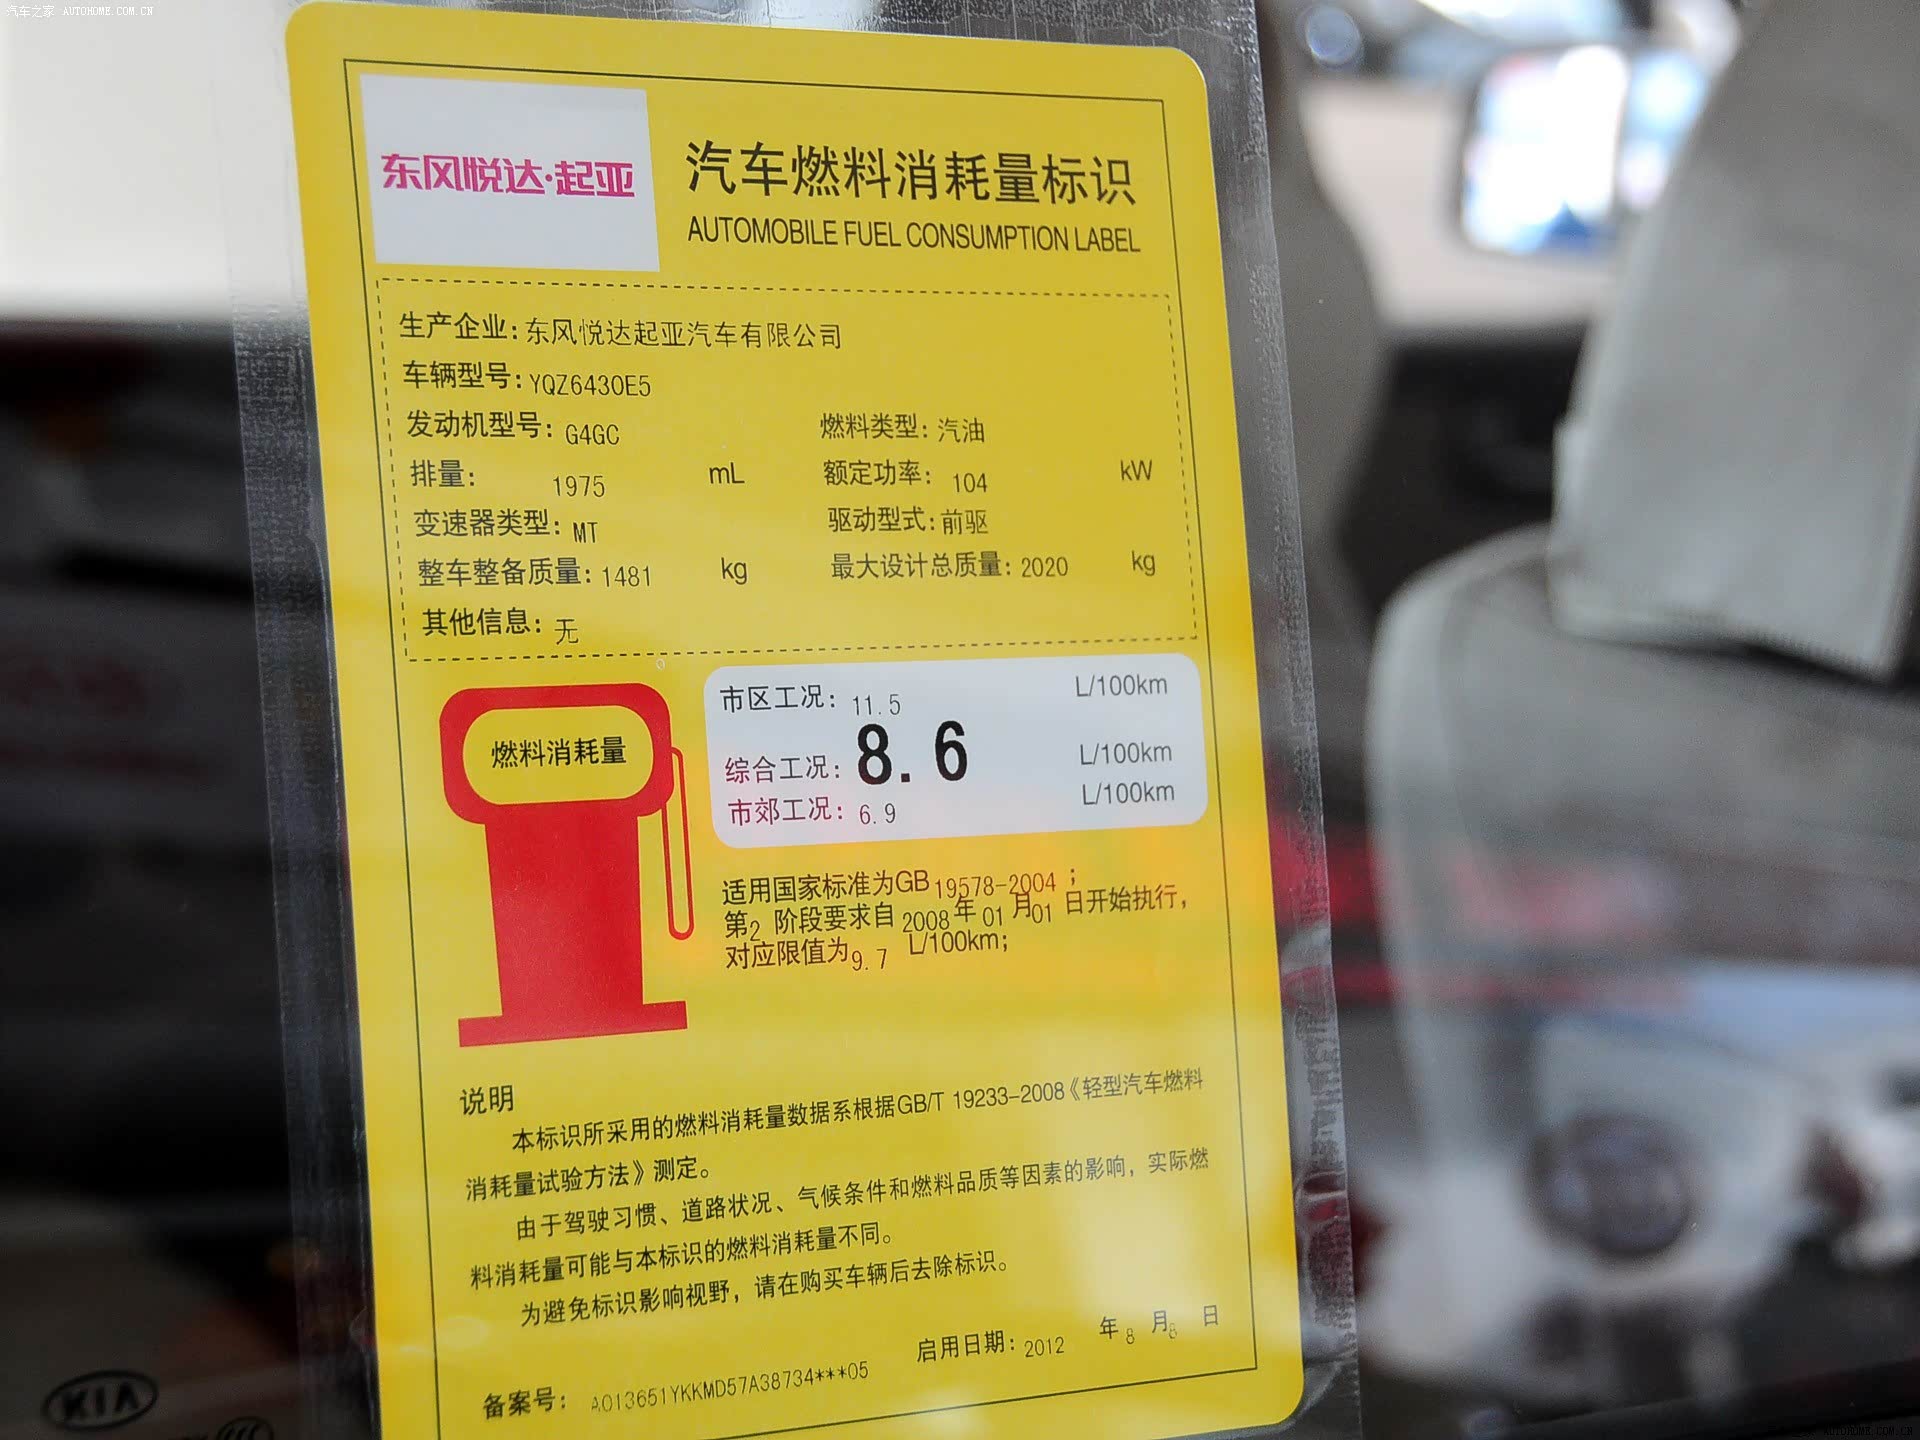 汽车之家 AUTOHOME.COM.CN
东风悦达·起亚
汽车燃料消耗量标识
AUTOMOBILE FUEL CONSUMPTION LABEL
生产企业: 东风悦达起亚汽车有限公司
车辆型号: YQZ6430E5
发动机型号: G4GC 燃料类型: 汽油
排量: 1975 mL 额定功率: 104 kW
变速器类型: MT 驱动型式: 前驱
整车整备质量: 1481 kg 最大设计总质量: 2020 kg
其他信息: 无
燃料消耗量
市区工况: 11.5 L/100km
综合工况: 8.6 L/100km
市郊工况: 6.9 L/100km
适用国家标准为GB 19578-2004 ;
第2 阶段要求自 2008 年 01 月 01 日开始执行,
对应限值为 9.7 L/100km;
说明
本标识所采用的燃料消耗量数据系根据GB/T 19233-2008《轻型汽车燃料
消耗量试验方法》测定。
由于驾驶习惯、道路状况、气候条件和燃料品质等因素的影响，实际燃
料消耗量可能与本标识的燃料消耗量不同。
为避免标识影响视野，请在购买车辆后去除标识。
启用日期: 2012 年 8 月 6 日
备案号: A013651YKKMD57A38734***05
KIA
汽车之家 AUTOHOME.COM.CN